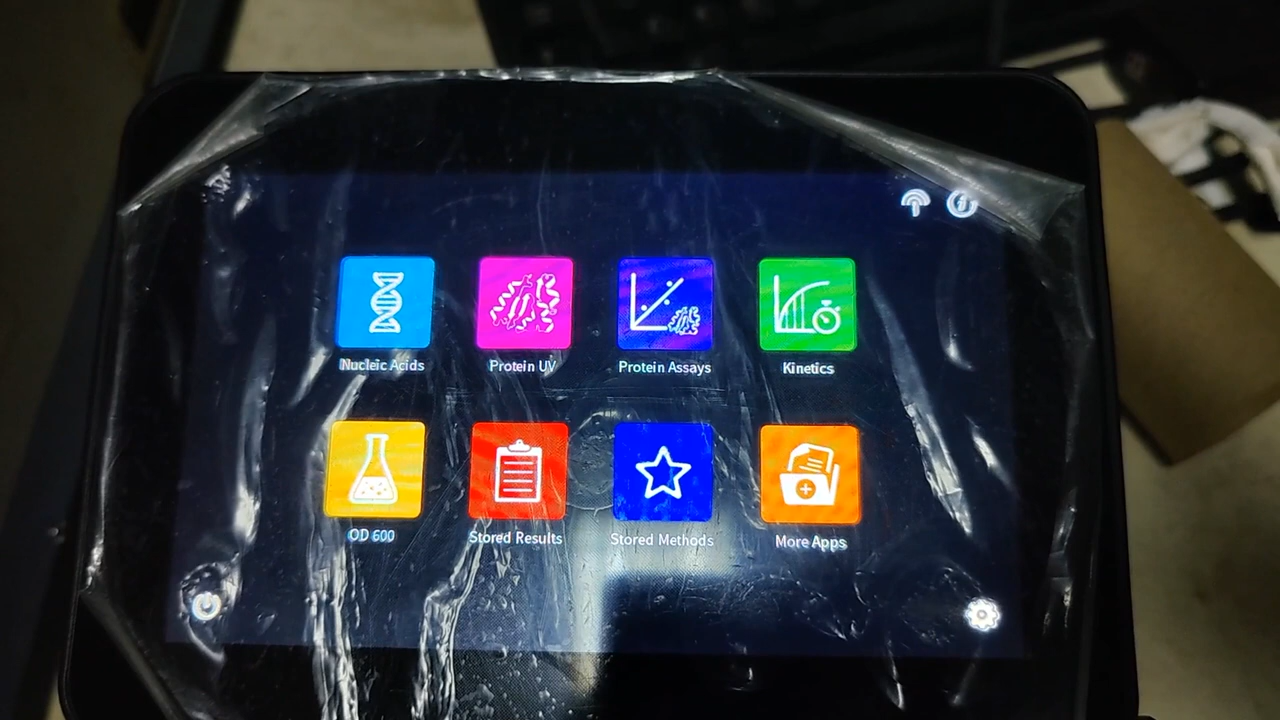 Nucleic Acids
Protein UV
Protein Assays
Kinetics
OD 600
Stored Results
Stored Methods
More Apps